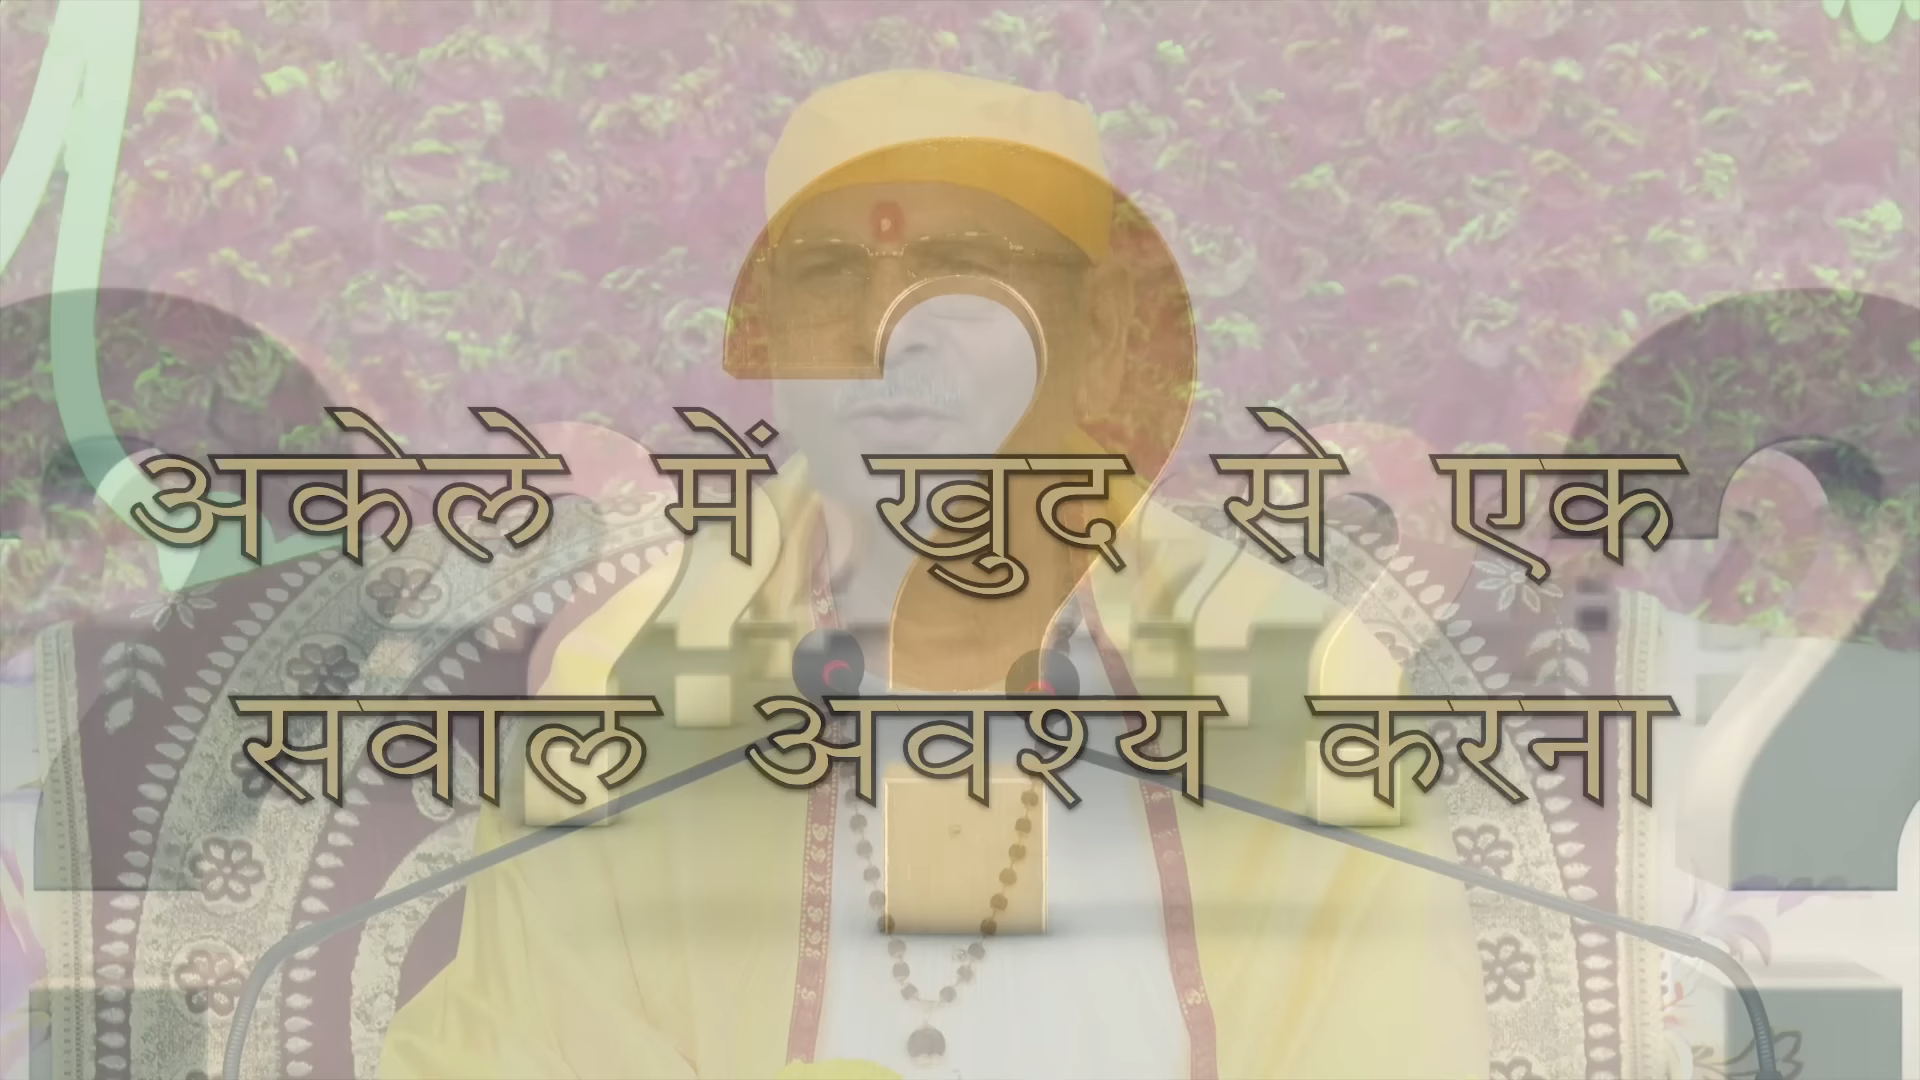 अकेले में खुद से एक
सवाल अवश्य करना